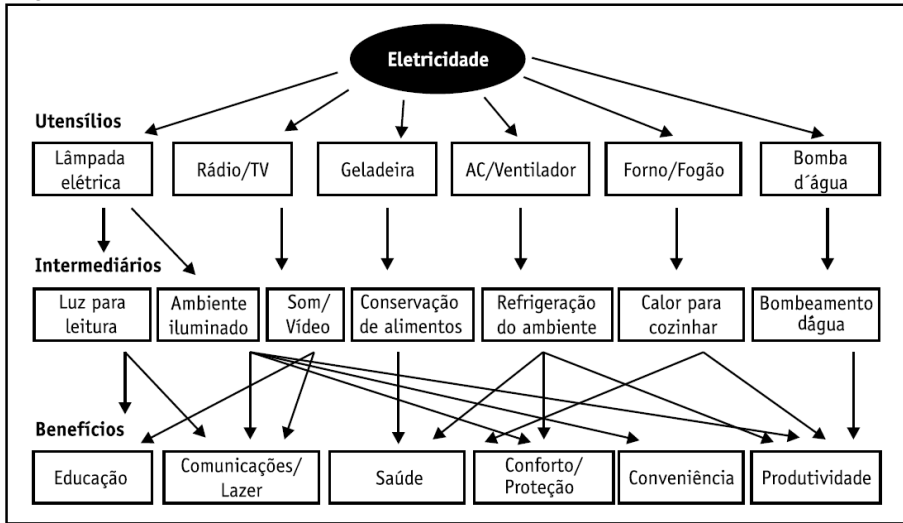 Eletricidade
Utensílios
Lâmpada
elétrica
Rádio/TV
Geladeira
AC/Ventilador
Forno/Fogão
Bomba
d´água
Intermediários
Luz para
leitura
Ambiente
iluminado
Som/
Vídeo
Conservação
de alimentos
Refrigeração
do ambiente
Calor para
cozinhar
Bombeamento
dágua
Benefícios
Educação
Comunicações/
Lazer
Saúde
Conforto/
Proteção
Conveniência
Produtividade